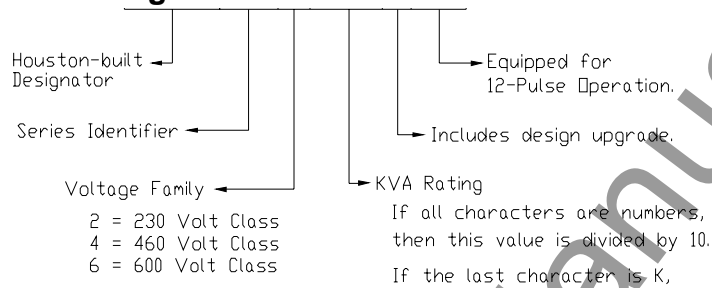 Houston-built
Designator
Equipped for
12-Pulse Operation.
Series Identifier
Includes design upgrade.
Voltage Family
2 = 230 Volt Class
4 = 460 Volt Class
6 = 600 Volt Class
KVA Rating
If all characters are numbers,
then this value is divided by 10.
If the last character is K,